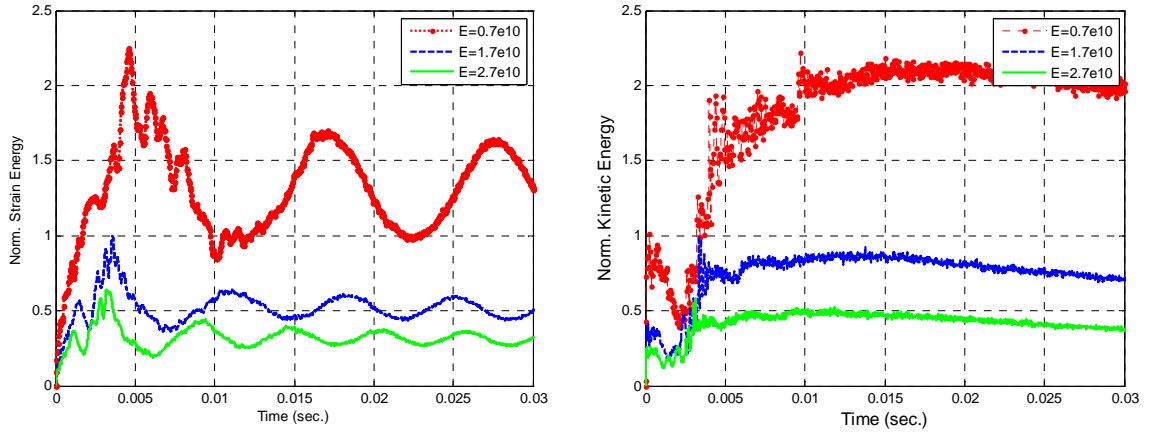 Norm. Strain Energy
2.5
2
1.5
1
0.5
0
0 0.005 0.01 0.015 0.02 0.025 0.03
Time (sec.)
E=0.7e10
E=1.7e10
E=2.7e10
Norm. Kinetic Energy
2.5
2
1.5
1
0.5
0
0 0.005 0.01 0.015 0.02 0.025 0.03
Time (sec.)
E=0.7e10
E=1.7e10
E=2.7e10